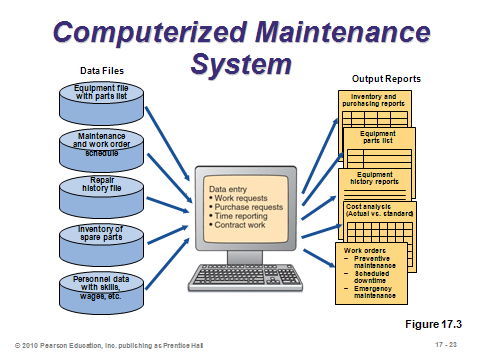 Computerized Maintenance
System
Data Files
Output Reports
Equipment file
with parts list
Maintenance
and work order
schedule
Repair
history file
Inventory of
spare parts
Personnel data
with skills,
wages, etc.
Data entry
• Work requests
• Purchase requests
• Time reporting
• Contract work
Inventory and
purchasing reports
Equipment
parts list
Equipment
history reports
Cost analysis
(Actual vs. standard)
Work orders
– Preventive
maintenance
– Scheduled
downtime
– Emergency
maintenance
Figure 17.3
© 2010 Pearson Education, Inc. publishing as Prentice Hall
17 - 23